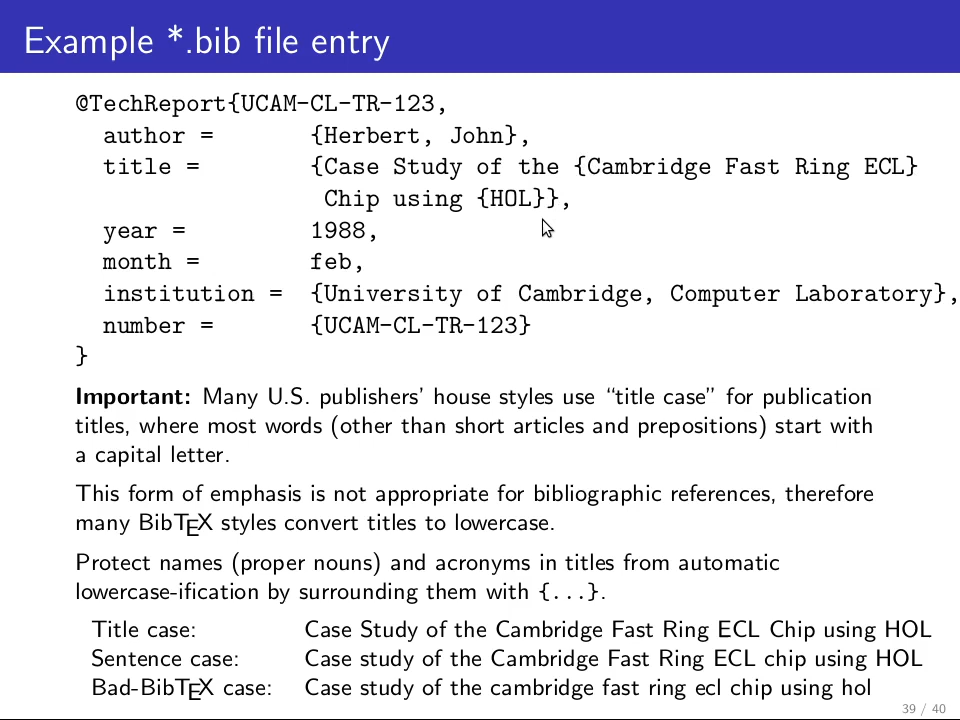 Example *.bib file entry
@TechReport{UCAM-CL-TR-123,
author = {Herbert, John},
title = {Case Study of the {Cambridge Fast Ring ECL}
Chip using {HOL}},
year = 1988,
month = feb,
institution = {University of Cambridge, Computer Laboratory},
number = {UCAM-CL-TR-123}
}
Important: Many U.S. publishers’ house styles use “title case” for publication
titles, where most words (other than short articles and prepositions) start with
a capital letter.
This form of emphasis is not appropriate for bibliographic references, therefore
many BibTEX styles convert titles to lowercase.
Protect names (proper nouns) and acronyms in titles from automatic
lowercase-ification by surrounding them with {...}.
Title case: Case Study of the Cambridge Fast Ring ECL Chip using HOL
Sentence case: Case study of the Cambridge Fast Ring ECL chip using HOL
Bad-BibTEX case: Case study of the cambridge fast ring ecl chip using hol
39 / 40